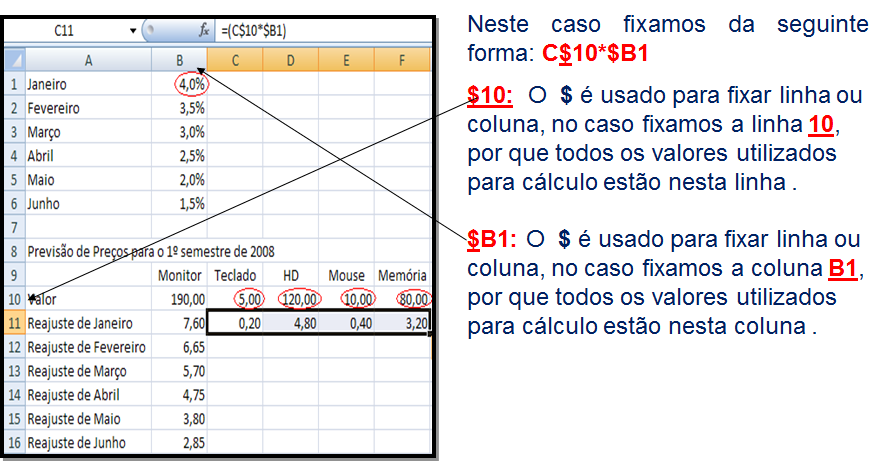 C11 fx =(C$10*$B1)
A B C D E F
1 Janeiro 4,0%
2 Fevereiro 3,5%
3 Março 3,0%
4 Abril 2,5%
5 Maio 2,0%
6 Junho 1,5%
7
8 Previsão de Preços para o 1º semestre de 2008
9 Monitor Teclado HD Mouse Memória
10 Valor 190,00 5,00 120,00 10,00 80,00
11 Reajuste de Janeiro 7,60 0,20 4,80 0,40 3,20
12 Reajuste de Fevereiro 6,65
13 Reajuste de Março 5,70
14 Reajuste de Abril 4,75
15 Reajuste de Maio 3,80
16 Reajuste de Junho 2,85
Neste caso fixamos da seguinte
forma: C$10*$B1
$10: O $ é usado para fixar linha ou
coluna, no caso fixamos a linha 10,
por que todos os valores utilizados
para cálculo estão nesta linha .
$B1: O $ é usado para fixar linha ou
coluna, no caso fixamos a coluna B1,
por que todos os valores utilizados
para cálculo estão nesta coluna .